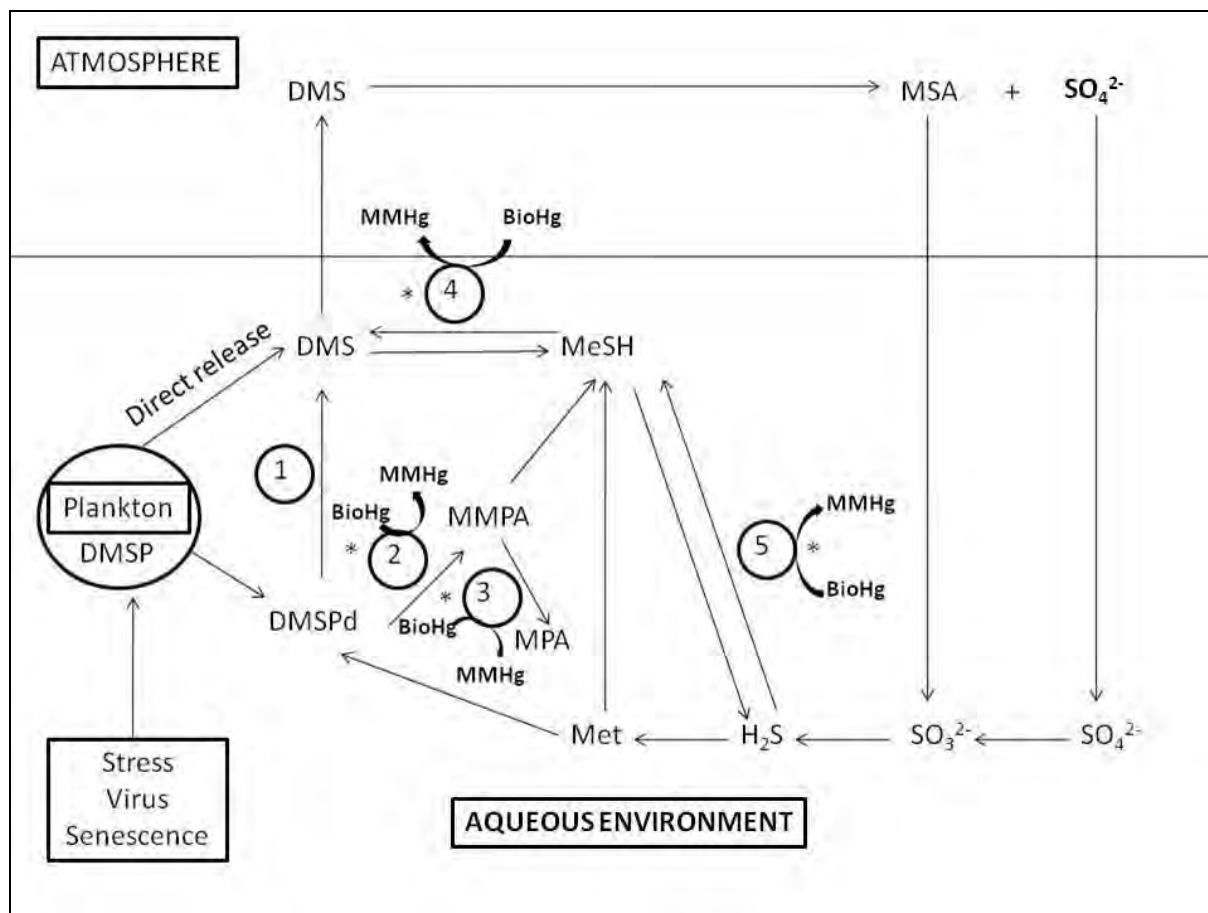 ATMOSPHERE
DMS
MSA + SO₄²⁻
MMHg
BioHg
* 4
DMS
MeSH
Direct release
1
MMHg
Plankton
DMSP
BioHg
MMPA
* 2
MMHg
5 *
BioHg
* 3
DMSPd
BioHg
MPA
MMHg
Met
H₂S
SO₃²⁻
SO₄²⁻
Stress
Virus
Senescence
AQUEOUS ENVIRONMENT